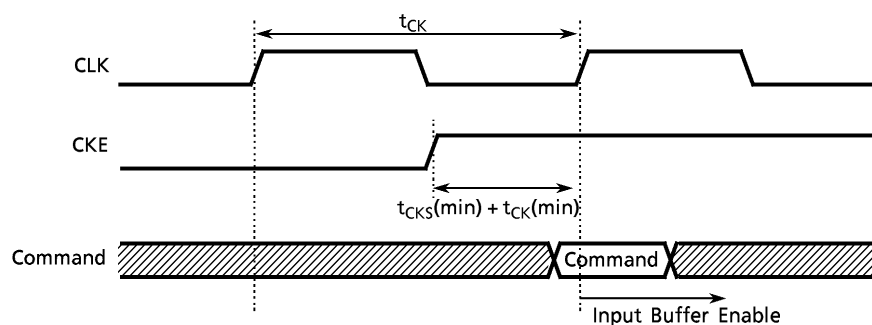 tCK
CLK
CKE
tCKS(min) + tCK(min)
Command
Command
Input Buffer Enable